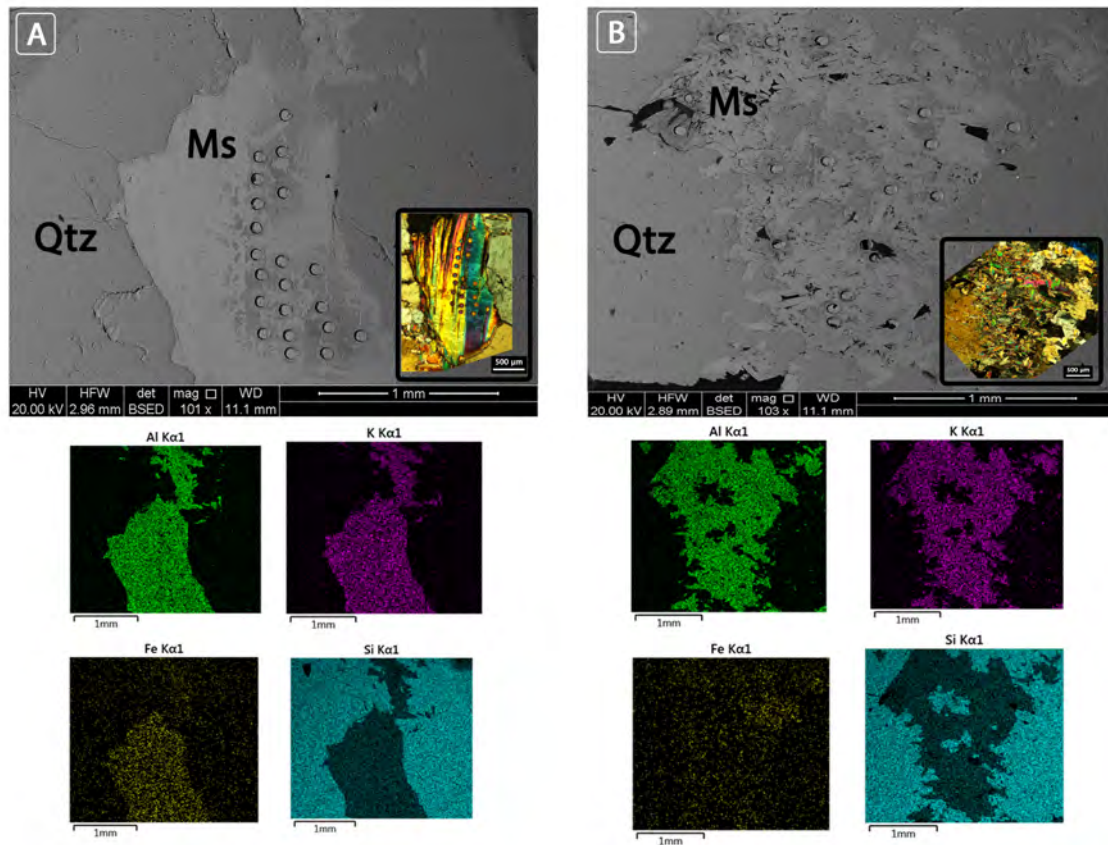 A
Ms
Qtz
500 µm
HV HFW det mag □ WD
20.00 kV 2.96 mm BSED 101 x 11.1 mm
1 mm
B
Ms
Qtz
500 µm
HV HFW det mag □ WD
20.00 kV 2.89 mm BSED 103 x 11.1 mm
1 mm
Al Kα1
K Kα1
1mm
1mm
Fe Kα1
Si Kα1
1mm
1mm
Al Kα1
K Kα1
1mm
1mm
Fe Kα1
Si Kα1
1mm
1mm